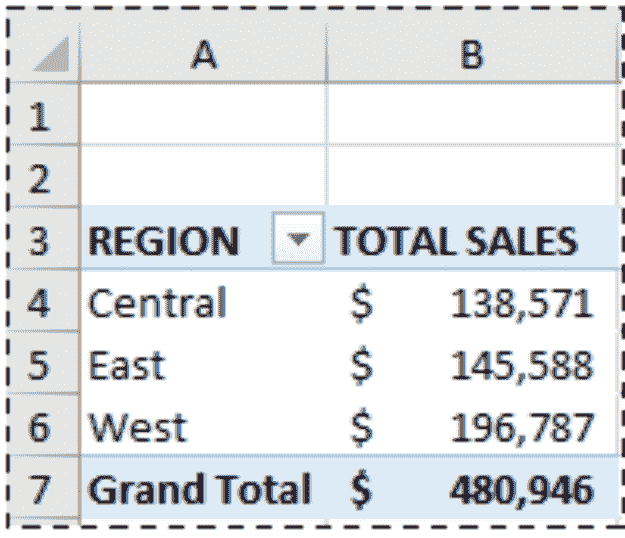 A B
1
2
3 REGION TOTAL SALES
4 Central $ 138,571
5 East $ 145,588
6 West $ 196,787
7 Grand Total $ 480,946